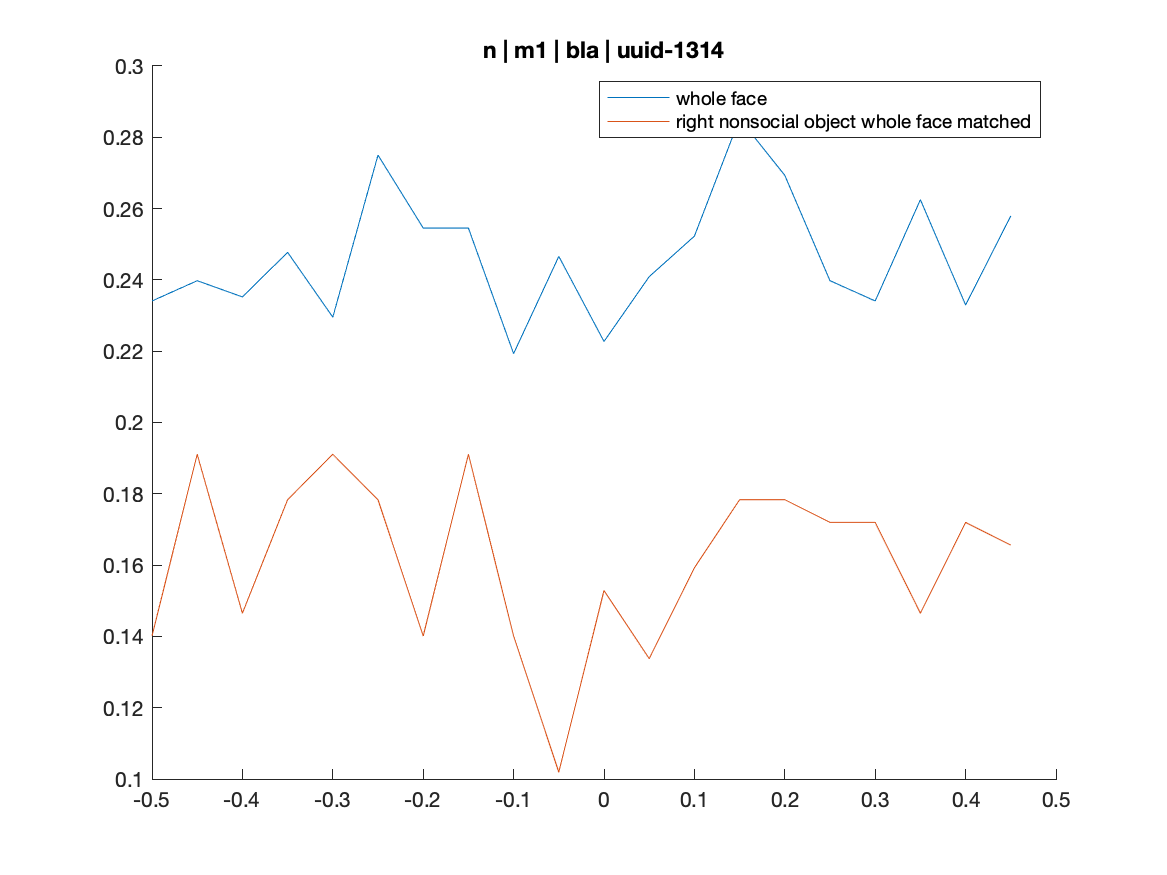 n | m1 | bla | uuid-1314
whole face
right nonsocial object whole face matched
0.3
0.28
0.26
0.24
0.22
0.2
0.18
0.16
0.14
0.12
0.1
-0.5 -0.4 -0.3 -0.2 -0.1 0 0.1 0.2 0.3 0.4 0.5